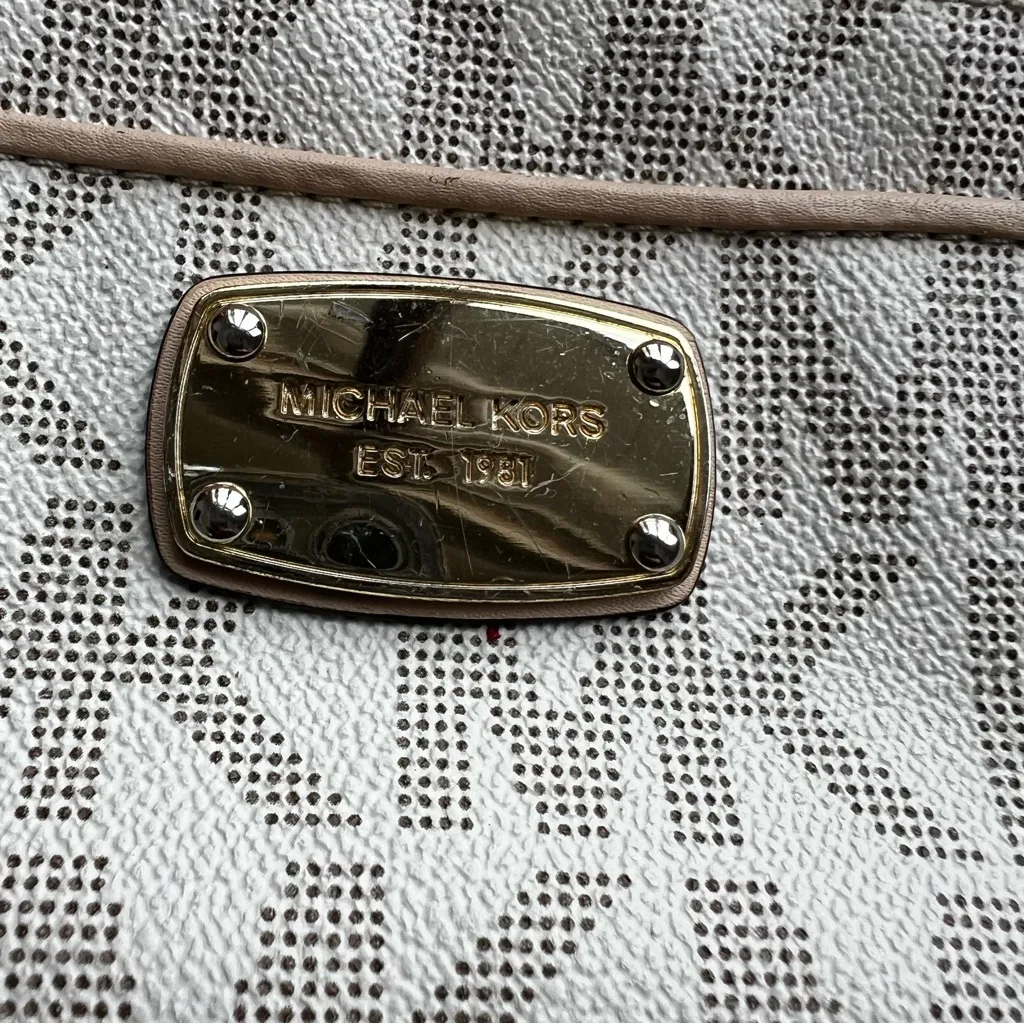 MICHAEL KORS
EST. 1981